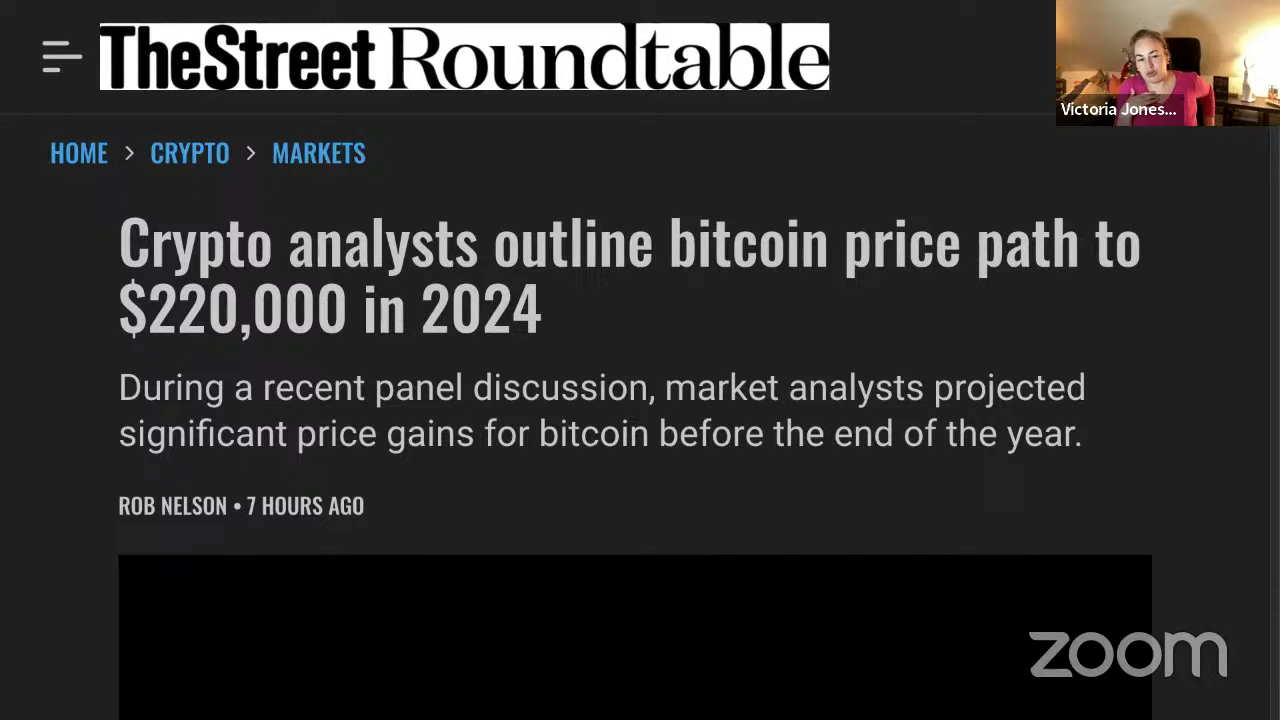 TheStreet Roundtable
Victoria Jones...
HOME > CRYPTO > MARKETS
Crypto analysts outline bitcoin price path to
$220,000 in 2024
During a recent panel discussion, market analysts projected
significant price gains for bitcoin before the end of the year.
ROB NELSON • 7 HOURS AGO
zoom